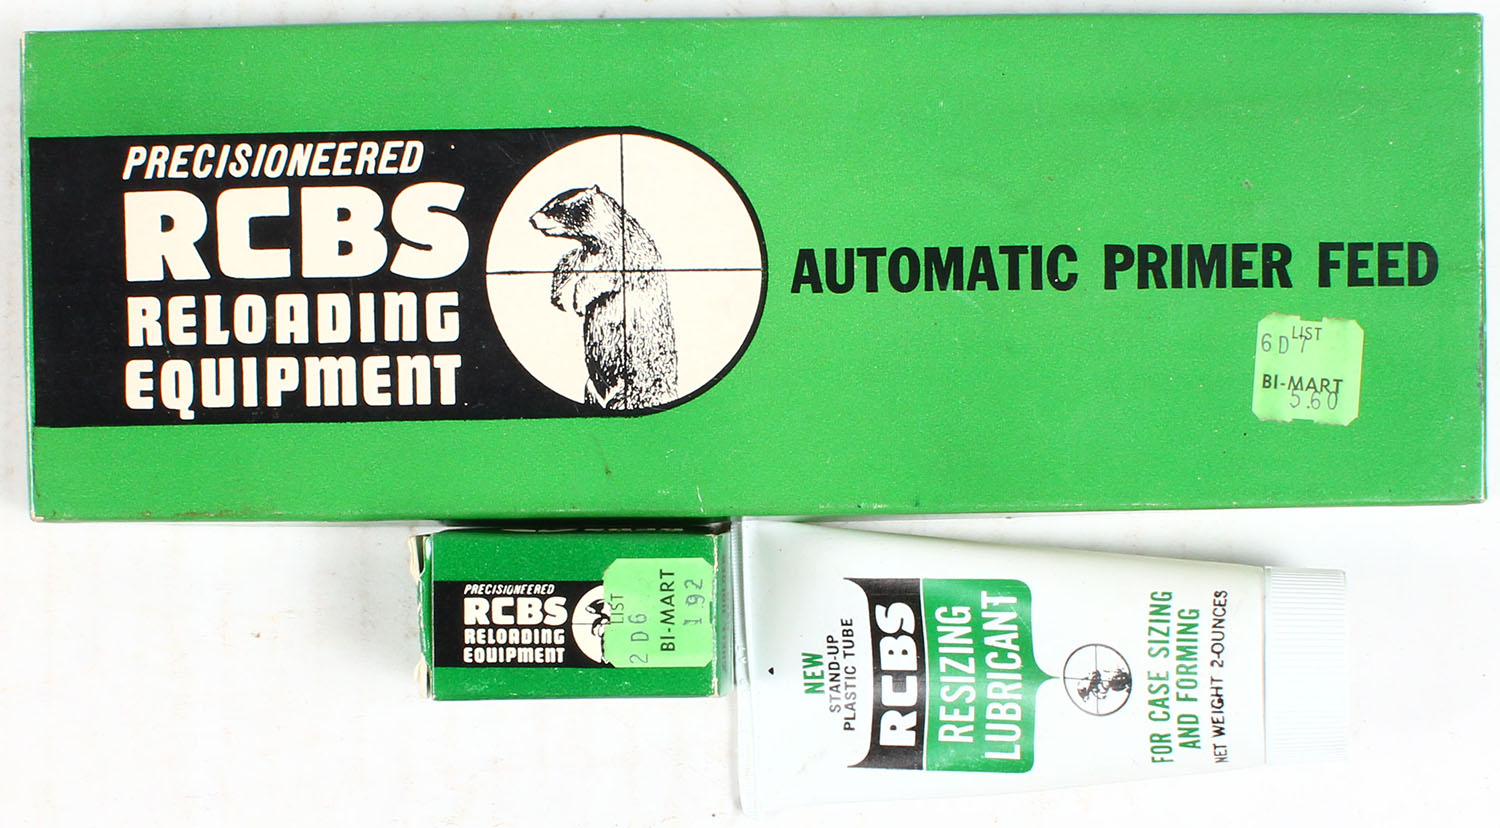 PRECISIONEERED
RCBS
RELOADING
EQUIPMENT
AUTOMATIC PRIMER FEED
LIST
6D7
BI-MART
5.60
PRECISIONEERED
RCBS
RELOADING
EQUIPMENT
LIST
2D6
BI-MART
192
NEW
STAND-UP
PLASTIC TUBE
RCBS
RESIZING
LUBRICANT
FOR CASE SIZING
AND FORMING
NET WEIGHT 2-OUNCES